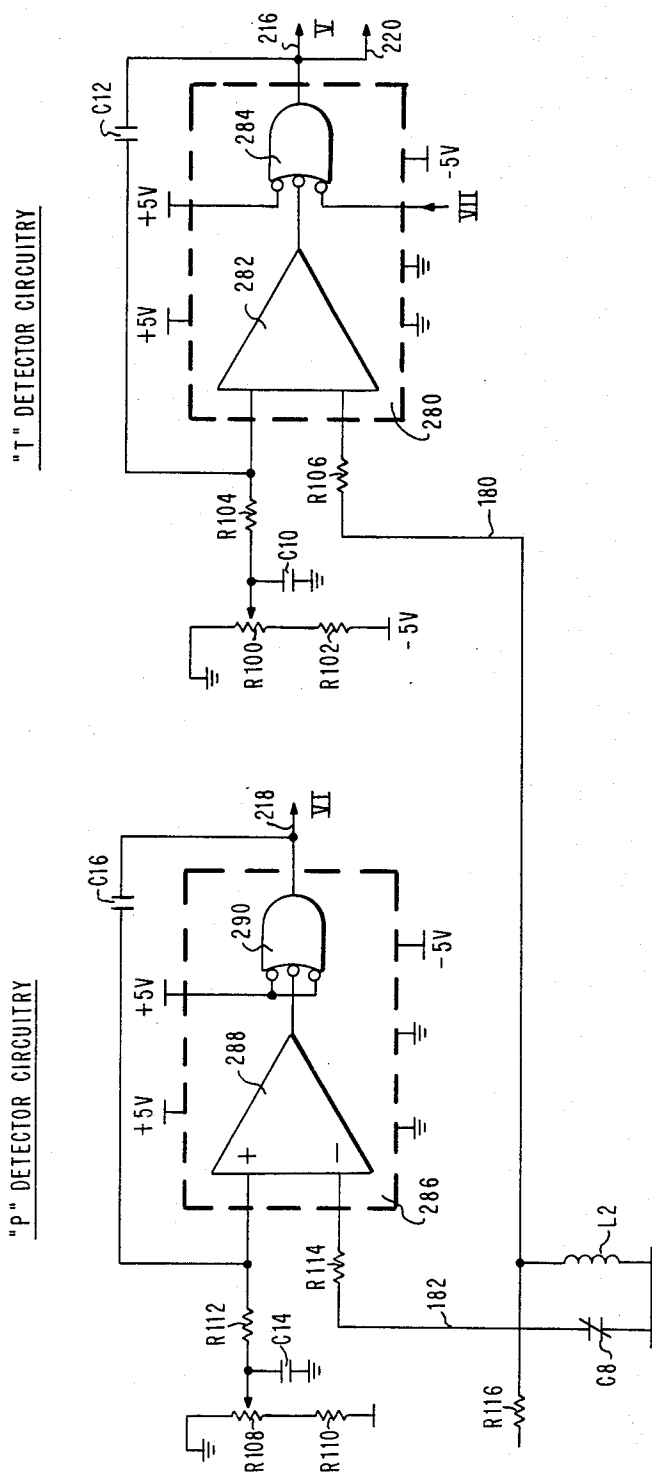 "P" DETECTOR CIRCUITRY
"T" DETECTOR CIRCUITRY
C16
+5V
+5V
288
290
218
VI
+
−
R112
C14
R108
R110
R114
286
-5V
182
R116
C8
L2
C12
+5V
+5V
282
284
216
V
220
R104
C10
R100
R102
-5V
R106
280
VII
-5V
180